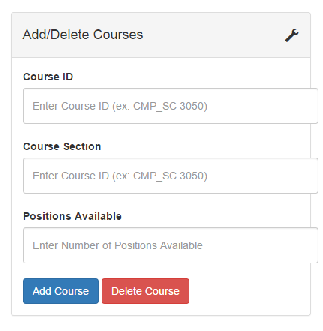 Add/Delete Courses
Course ID
Enter Course ID (ex: CMP_SC 3050)
Course Section
Enter Course ID (ex: CMP_SC 3050)
Positions Available
Enter Number of Positions Available
Add Course Delete Course